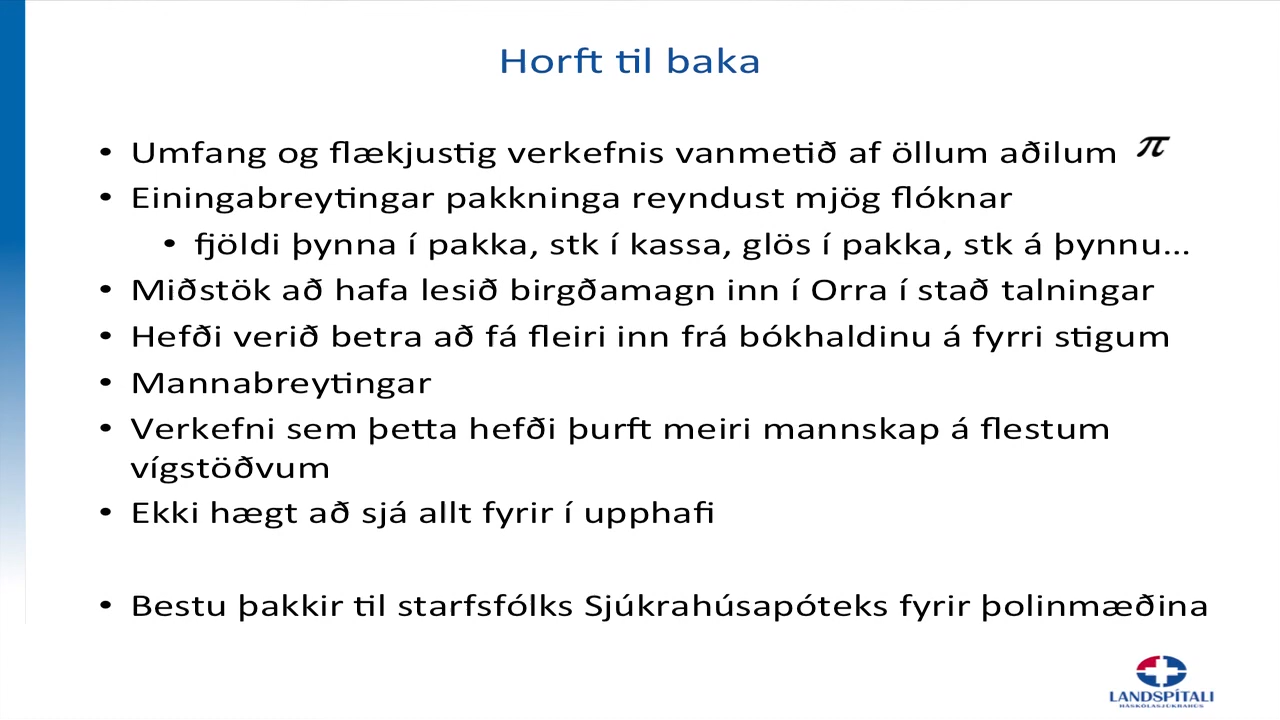 Horft til baka
• Umfang og flækjustig verkefnis vanmetið af öllum aðilum π
• Einingabreytingar pakkninga reyndust mjög flóknar
• fjöldi þynna í pakka, stk í kassa, glös í pakka, stk á þynnu...
• Miðstök að hafa lesið birgðamagn inn í Orra í stað talningar
• Hefði verið betra að fá fleiri inn frá bókhaldinu á fyrri stigum
• Mannabreytingar
• Verkefni sem þetta hefði þurft meiri mannskap á flestum
vígstöðvum
• Ekki hægt að sjá allt fyrir í upphafi
• Bestu þakkir til starfsfólks Sjúkrahúsapóteks fyrir þolinmæðina
LANDSPÍTALI
HÁSKÓLASJÚKRAHÚS